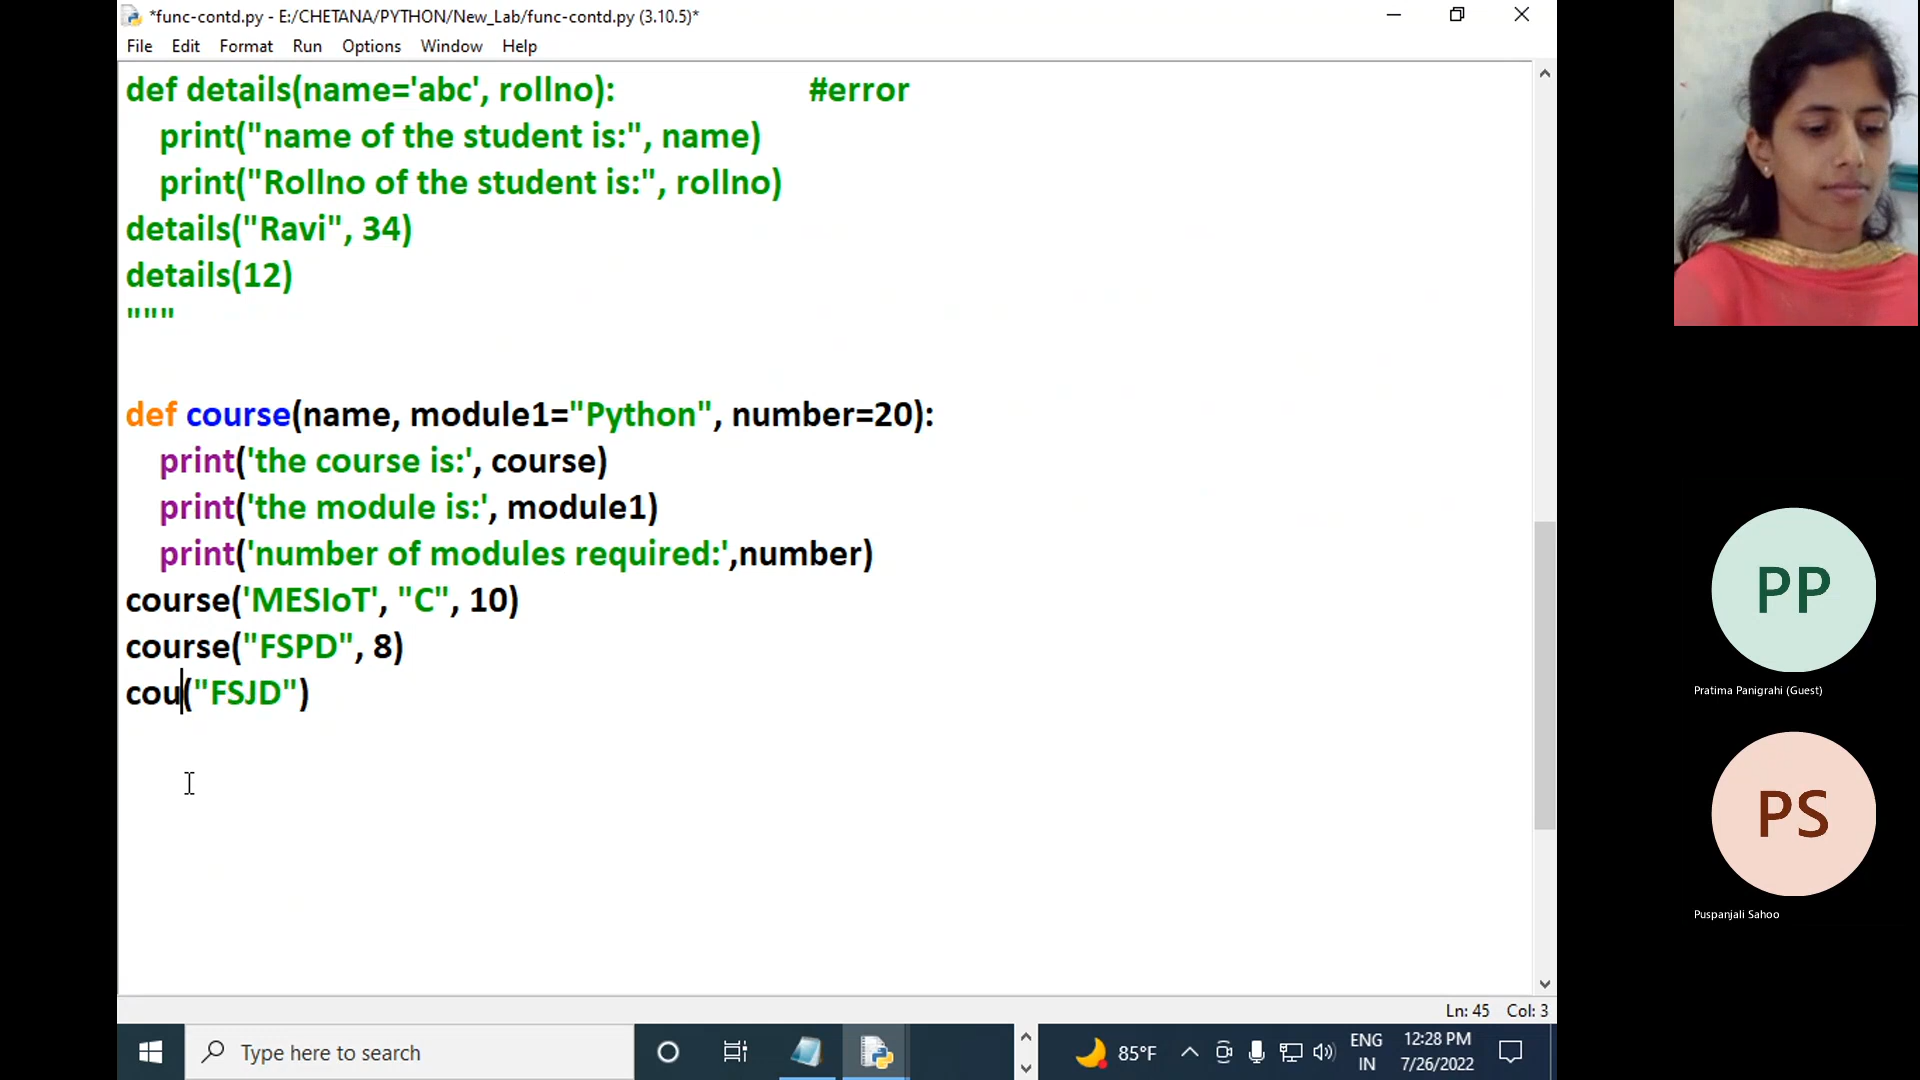 *func-contd.py - E:/CHETANA/PYTHON/New_Lab/func-contd.py (3.10.5)*
File Edit Format Run Options Window Help
def details(name='abc', rollno): #error
    print("name of the student is:", name)
    print("Rollno of the student is:", rollno)
details("Ravi", 34)
details(12)
"""
def course(name, module1="Python", number=20):
    print('the course is:', course)
    print('the module is:', module1)
    print('number of modules required:',number)
course('MESIoT', "C", 10)
course("FSPD", 8)
cou("FSJD")
PP
Pratima Panigrahi (Guest)
PS
Puspanjali Sahoo
Ln: 45 Col: 3
Type here to search
85°F
ENG
IN
12:28 PM
7/26/2022